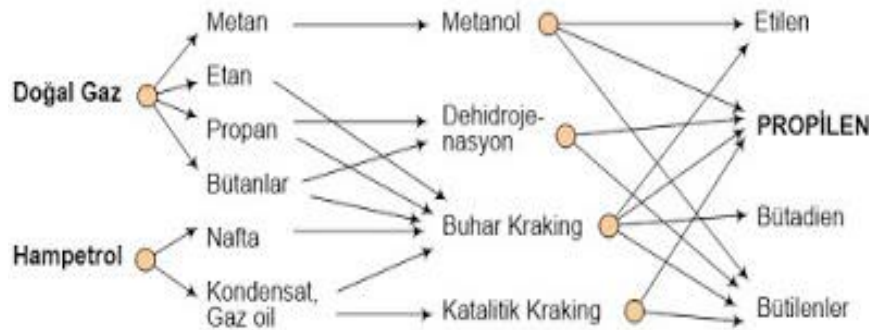 Doğal Gaz
Hampetrol
Metan
Etan
Propan
Bütanlar
Nafta
Kondensat,
Gaz oil
Metanol
Dehidroje-
nasyon
Buhar Kraking
Katalitik Kraking
Etilen
PROPİLEN
Bütadien
Bütilenler